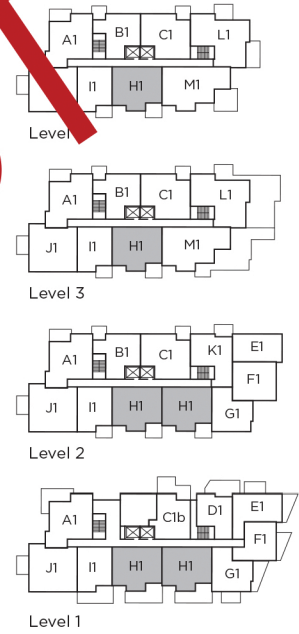 A1 B1 C1 L1
I1 H1 M1
Level
A1 B1 C1 L1
J1 I1 H1 M1
Level 3
A1 B1 C1 K1 E1
F1
J1 I1 H1 H1 G1
Level 2
A1 C1b D1 E1
F1
J1 I1 H1 H1 G1
Level 1